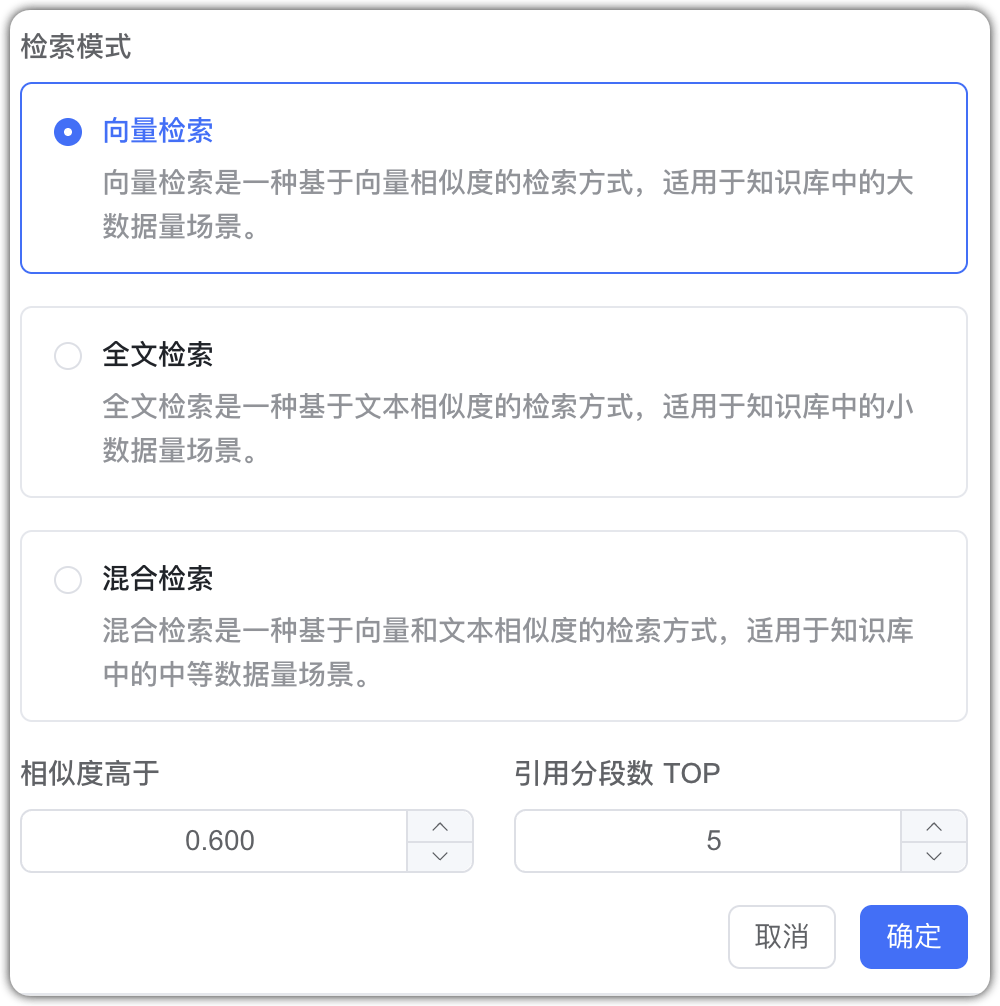 检索模式
向量检索
向量检索是一种基于向量相似度的检索方式，适用于知识库中的大
数据量场景。
全文检索
全文检索是一种基于文本相似度的检索方式，适用于知识库中的小
数据量场景。
混合检索
混合检索是一种基于向量和文本相似度的检索方式，适用于知识库
中的中等数据量场景。
相似度高于
引用分段数 TOP
0.600
5
取消
确定